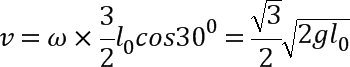 v = ω × 3/2 l₀cos30⁰ = √3/2 √2gl₀